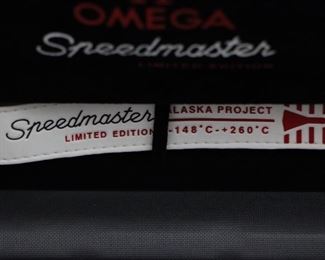 OMEGA
Speedmaster
LIMITED EDITION
Speedmaster
LIMITED EDITION
ALASKA PROJECT
-148°C-+260°C